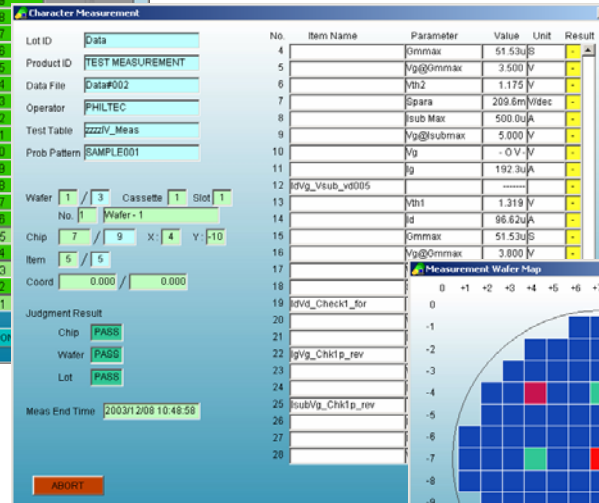 Character Measurement
Lot ID Data
Product ID TEST MEASUREMENT
Data File Data#002
Operator PHILTEC
Test Table zzzzIV_Meas
Prob Pattern SAMPLE001
Wafer 1 / 3 Cassette 1 Slot 1
No. 1 Wafer - 1
Chip 7 / 9 X: 4 Y: -10
Item 5 / 5
Coord 0.000 / 0.000
Judgment Result
Chip PASS
Wafer PASS
Lot PASS
Meas End Time 2003/12/08 10:48:58
ABORT
No. Item Name Parameter Value Unit Result
4 Gmmax 51.53u S -
5 Vg@Gmmax 3.500 V -
6 Vth2 1.175 V -
7 Spara 209.6m V/dec -
8 Isub Max 500.0u A -
9 Vg@Isubmax 5.000 V -
10 Vg - O V - V -
11 Ig 192.3u A -
12 IdVg_Vsub_vd005 ------- -
13 Vth1 1.319 V -
14 Id 96.62u A -
15 Gmmax 51.53u S -
16 Vg@Gmmax 3.000 V -
17
18
19 IdVd_Check1_for
20
21
22 IgVg_Chk1p_rev
23
24
25 IsubVg_Chk1p_rev
26
27
28
Measurement Wafer Map
0 +1 +2 +3 +4 +5 +6
0
-1
-2
-3
-4
-5
-6
-7
-8
-9